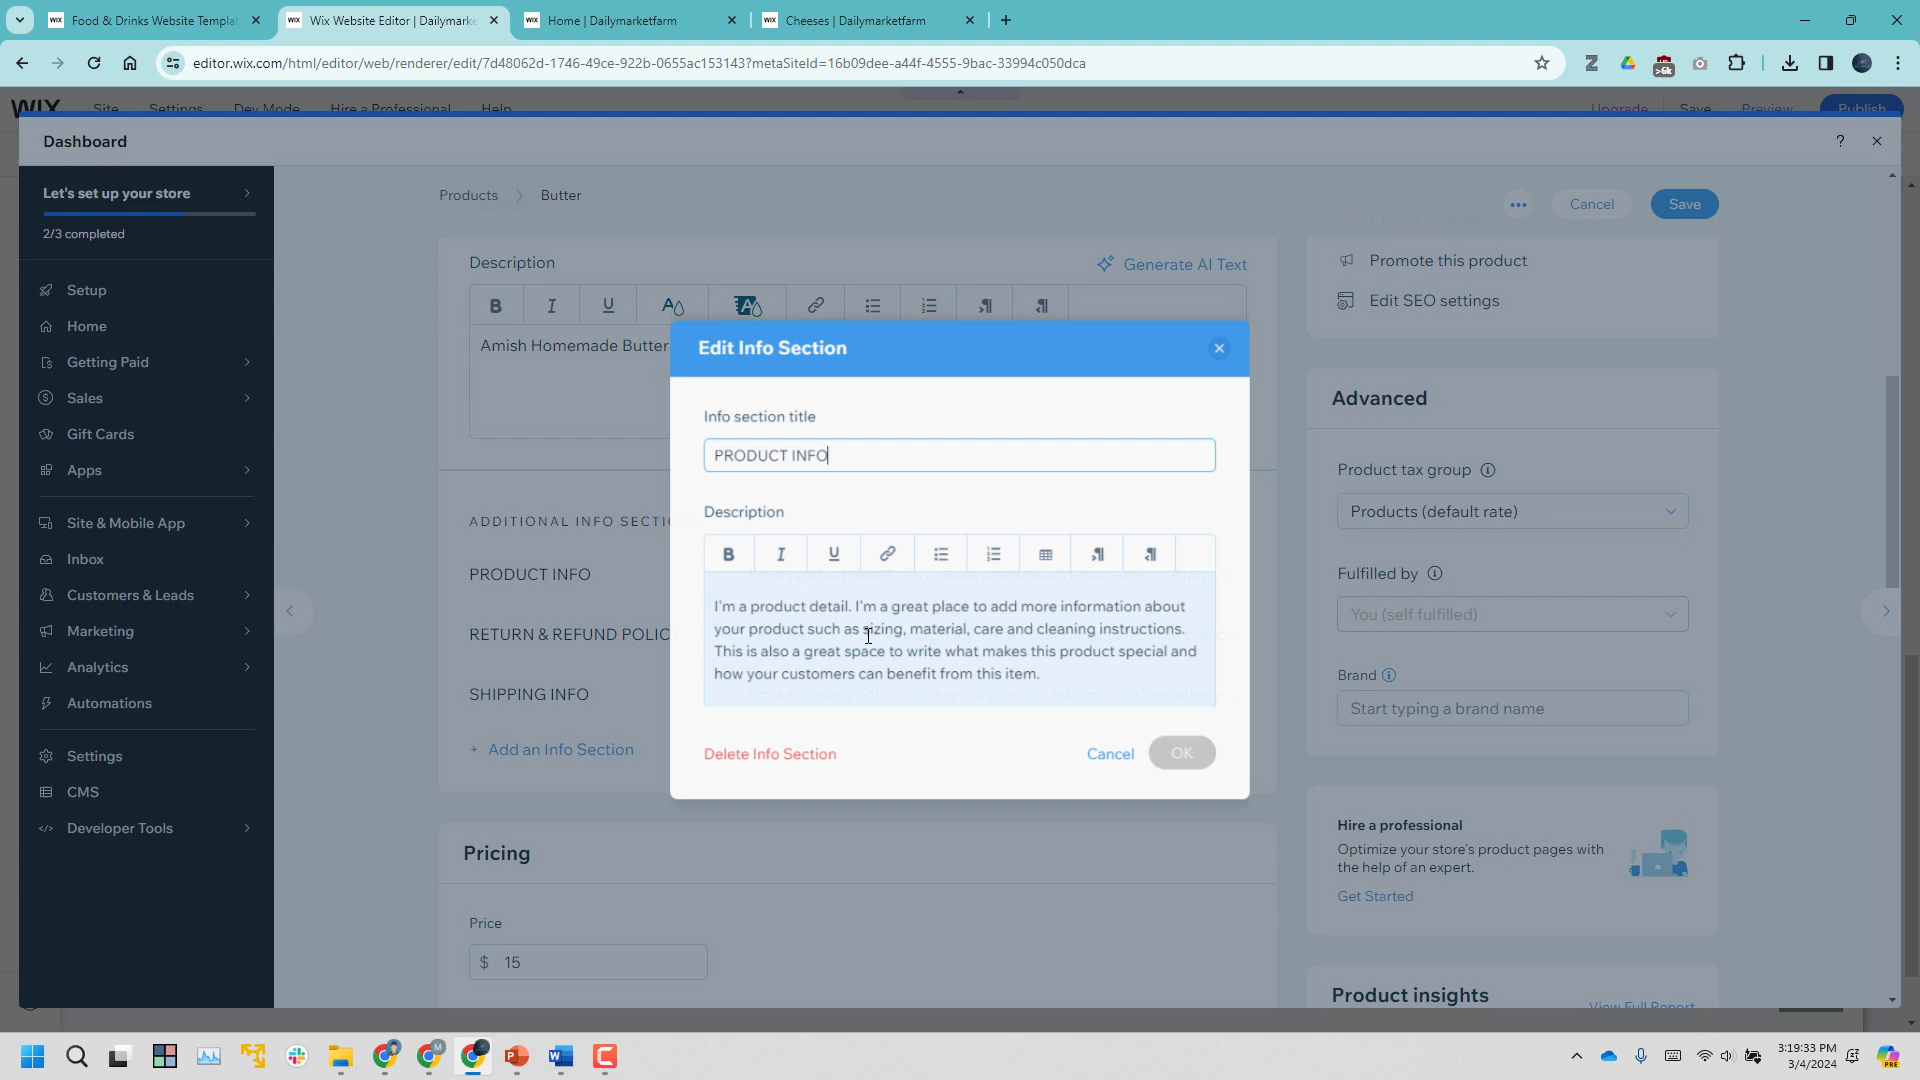 Food & Drinks Website Templa
Wix Website Editor | Dailymarke
Home | Dailymarketfarm
Cheeses | Dailymarketfarm
editor.wix.com/html/editor/web/renderer/edit/7d48062d-1746-49ce-922b-0655ac153143?metaSiteId=16b09dee-a44f-4555-9bac-33994c050dca
>6k
WIX Site Settings Dev Mode Hire a Professional Help Upgrade Save Preview Publish
Dashboard
Let's set up your store
2/3 completed
Setup
Home
Getting Paid
Sales
Gift Cards
Apps
Site & Mobile App
Inbox
Customers & Leads
Marketing
Analytics
Automations
Settings
CMS
Developer Tools
Products > Butter
Cancel
Save
Description
Generate AI Text
B I U
Amish Homemade Butter
ADDITIONAL INFO SECTI
PRODUCT INFO
RETURN & REFUND POLICY
SHIPPING INFO
+ Add an Info Section
Pricing
Price
$ 15
Edit Info Section
Info section title
PRODUCT INFO
Description
B I U
I'm a product detail. I'm a great place to add more information about
your product such as sizing, material, care and cleaning instructions.
This is also a great space to write what makes this product special and
how your customers can benefit from this item.
Delete Info Section
Cancel
OK
Promote this product
Edit SEO settings
Advanced
Product tax group
Products (default rate)
Fulfilled by
You (self fulfilled)
Brand
Start typing a brand name
Hire a professional
Optimize your store's product pages with
the help of an expert.
Get Started
Product insights
View Full Report
3:19:33 PM
3/4/2024